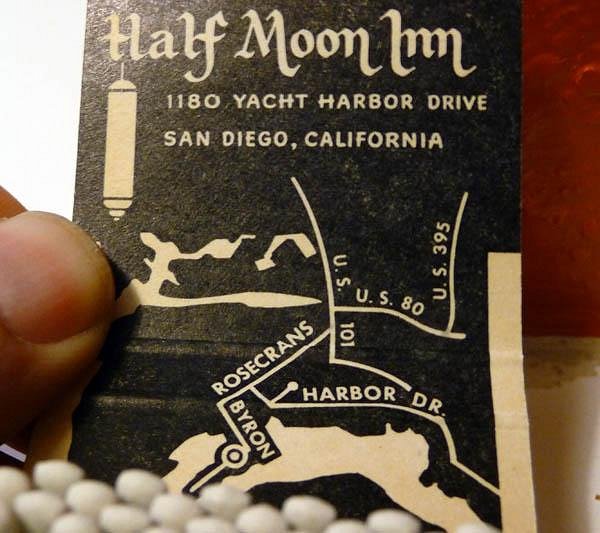 Half Moon Inn
1180 YACHT HARBOR DRIVE
SAN DIEGO, CALIFORNIA
U.S. 395
U.S. 101
U.S. 80
ROSECRANS
HARBOR DR.
BYRON